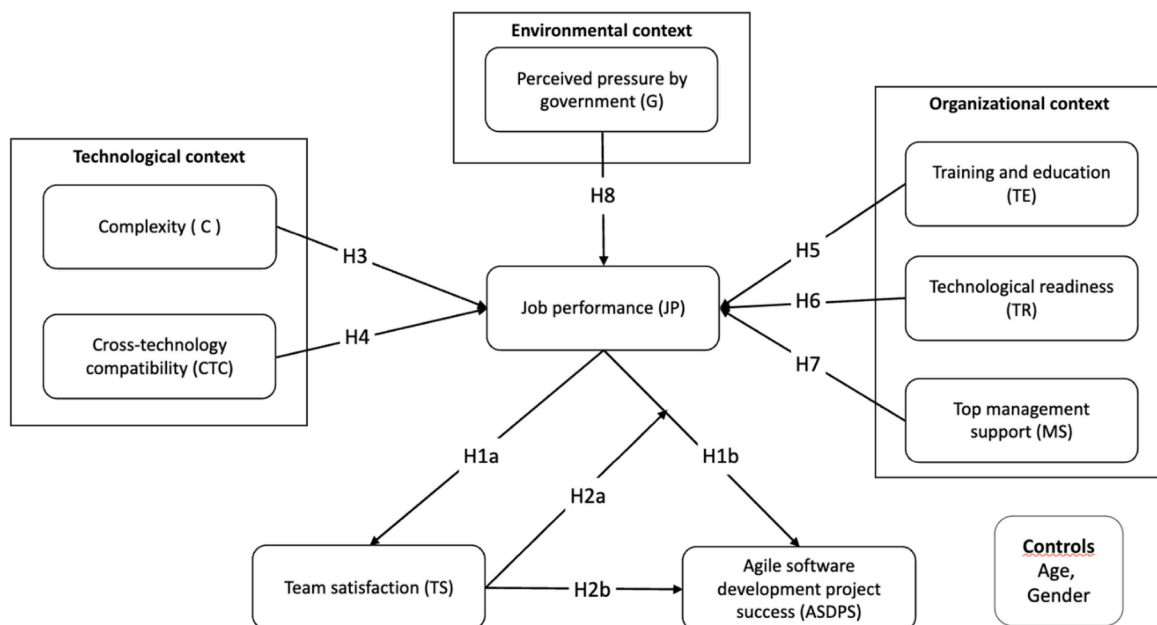 Environmental context
Perceived pressure by
government (G)
Organizational context
Training and education
(TE)
Technological readiness
(TR)
Top management
support (MS)
Technological context
Complexity ( C )
Cross-technology
compatibility (CTC)
H8
H3
H4
H5
H6
H7
Job performance (JP)
H1a
H2a
H1b
H2b
Team satisfaction (TS)
Agile software
development project
success (ASDPS)
Controls
Age,
Gender